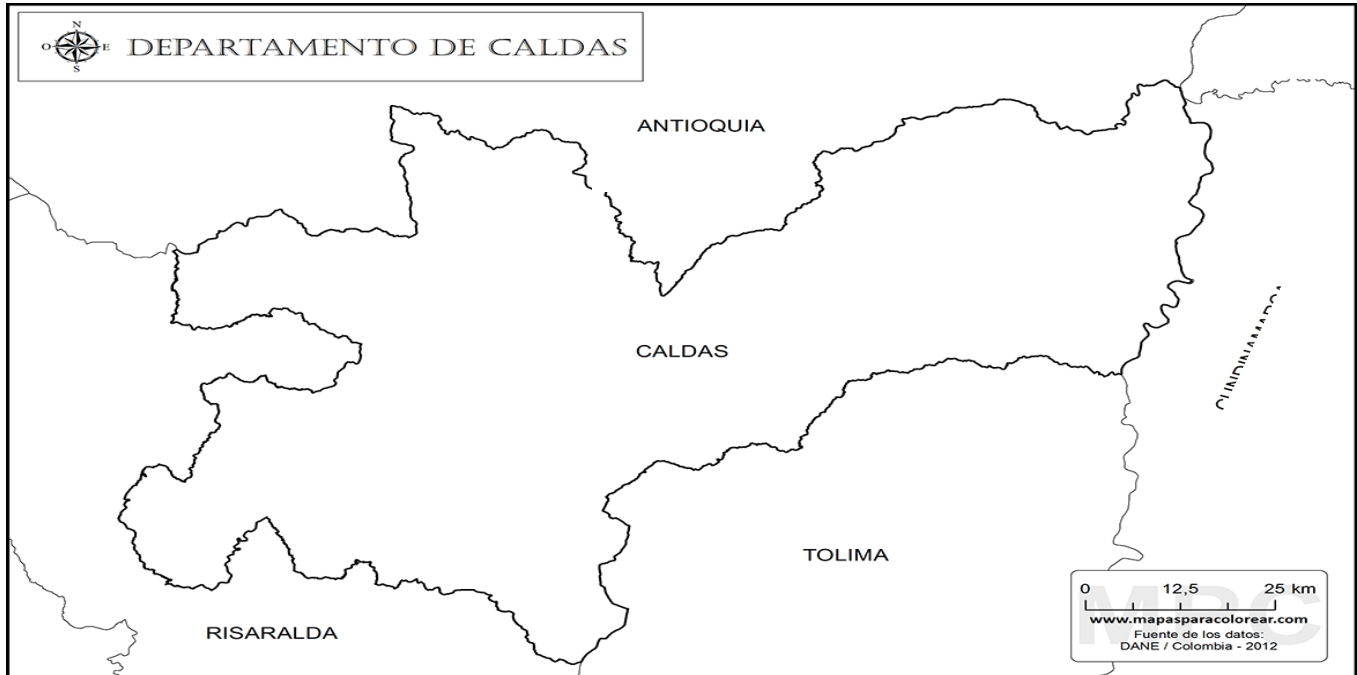 N
O E
S
DEPARTAMENTO DE CALDAS
ANTIOQUIA
CALDAS
TOLIMA
RISARALDA
0 12,5 25 km
MPC
www.mapasparacolorear.com
Fuente de los datos:
DANE / Colombia - 2012